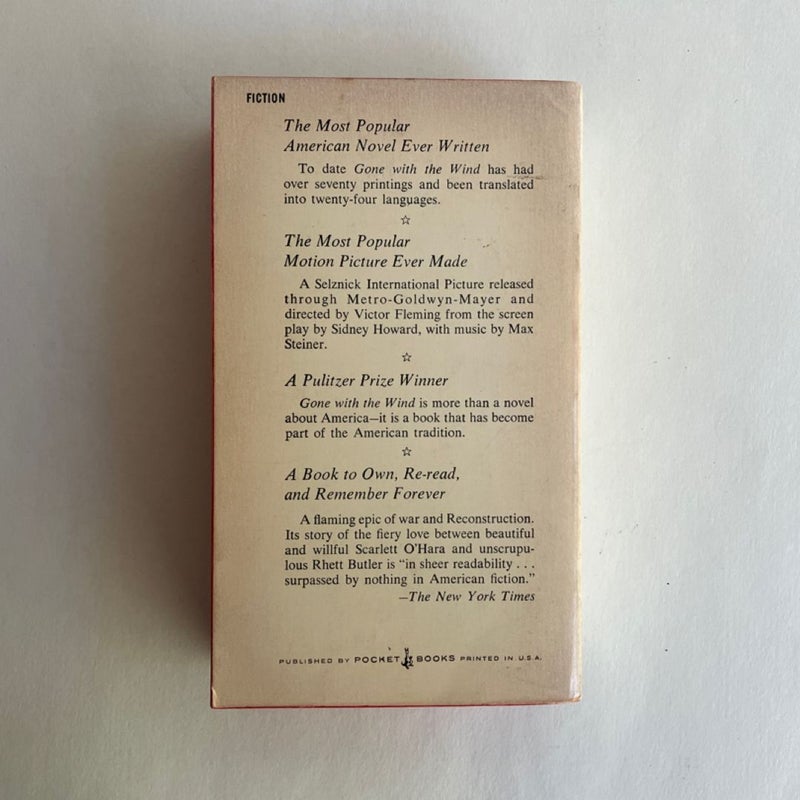 FICTION
The Most Popular
American Novel Ever Written
To date Gone with the Wind has had
over seventy printings and been translated
into twenty-four languages.
☆
The Most Popular
Motion Picture Ever Made
A Selznick International Picture released
through Metro-Goldwyn-Mayer and
directed by Victor Fleming from the screen
play by Sidney Howard, with music by Max
Steiner.
☆
A Pulitzer Prize Winner
Gone with the Wind is more than a novel
about America—it is a book that has become
part of the American tradition.
☆
A Book to Own, Re-read,
and Remember Forever
A flaming epic of war and Reconstruction.
Its story of the fiery love between beautiful
and willful Scarlett O'Hara and unscrupu-
lous Rhett Butler is "in sheer readability . . .
surpassed by nothing in American fiction."
—The New York Times
PUBLISHED BY POCKET BOOKS PRINTED IN U.S.A.